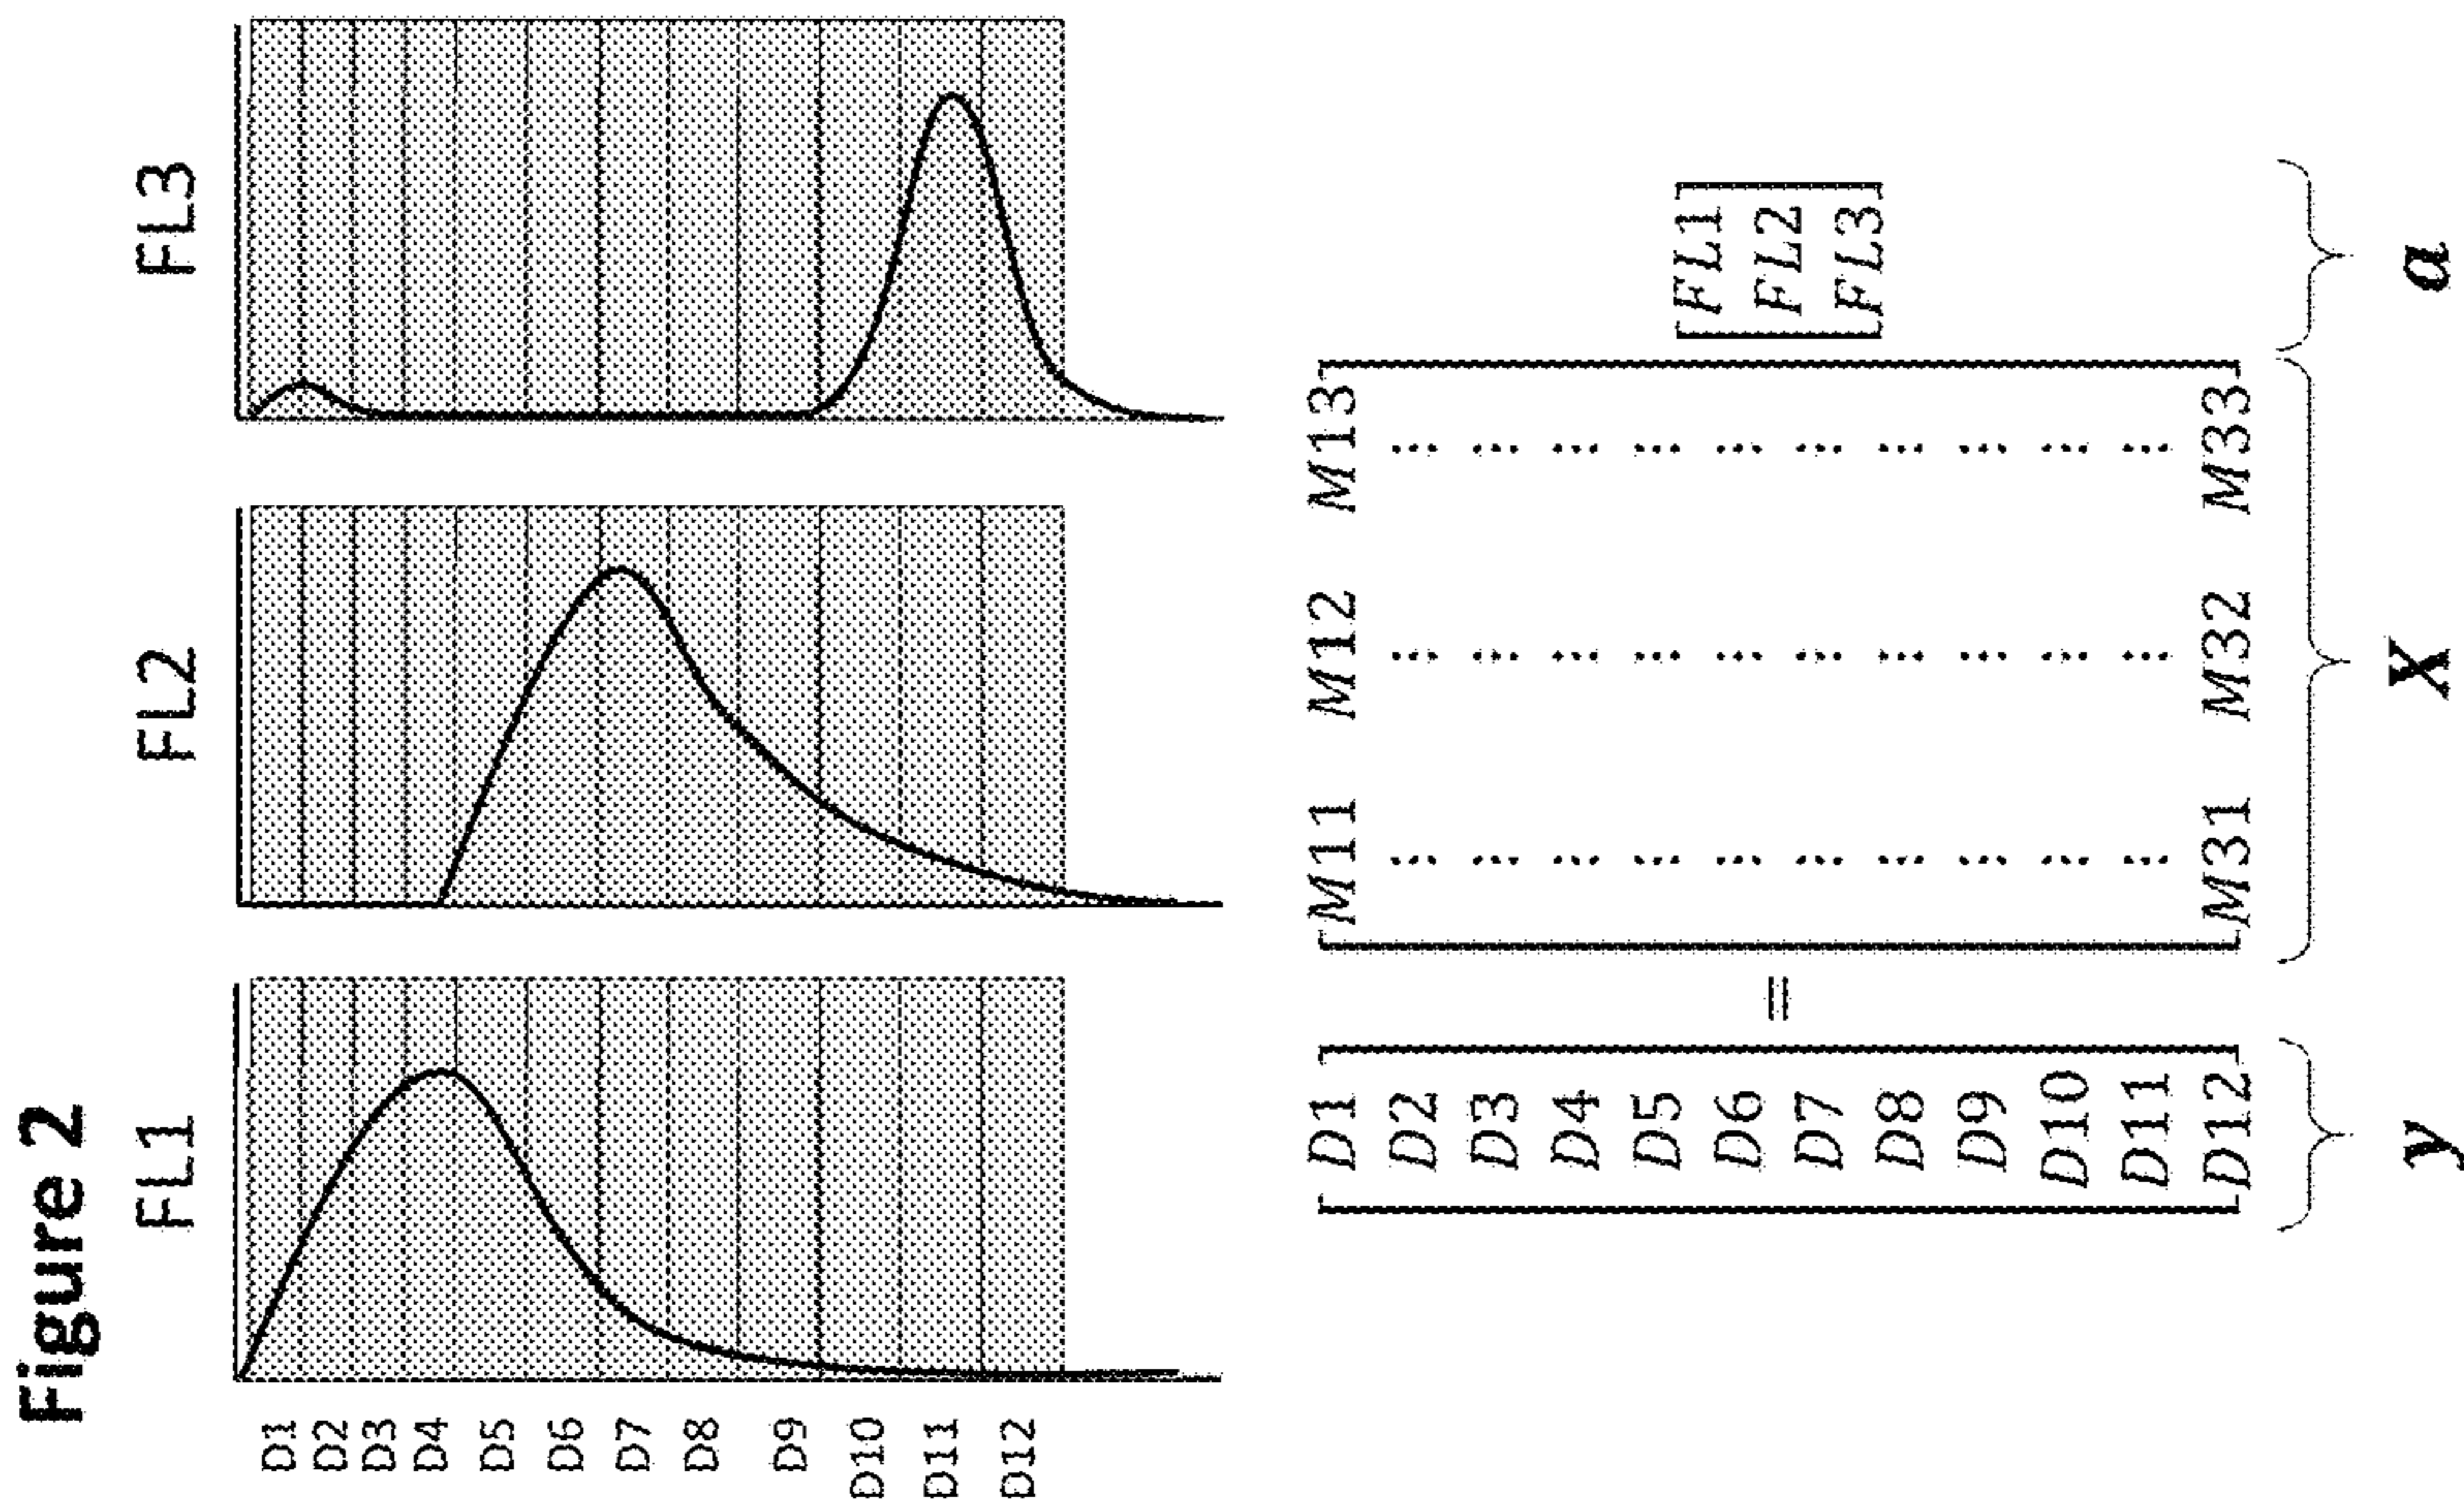 Figure 2
FL1 FL2 FL3
D1
D2
D3
D4
D5
D6
D7
D8
D9
D10
D11
D12
D1 M11 M12 M13
D2 ⋮ ⋮ ⋮
D3 ⋮ ⋮ ⋮
D4 ⋮ ⋮ ⋮
D5 ⋮ ⋮ ⋮ FL1
D6 ⋮ ⋮ ⋮
= FL2
D7 ⋮ ⋮ ⋮ FL3
D8 ⋮ ⋮ ⋮
D9 ⋮ ⋮ ⋮
D10 ⋮ ⋮ ⋮
D11 ⋮ ⋮ ⋮
D12 M31 M32 M33
y X a